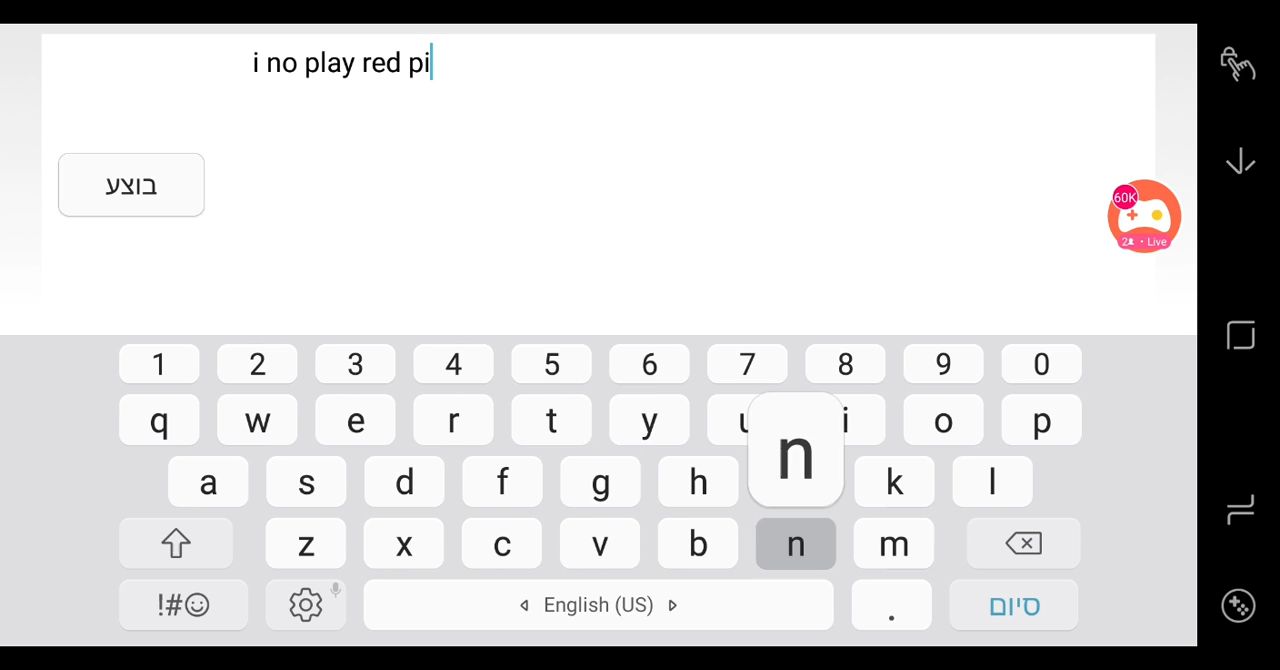 i no play red pi
בוצע
60K
2 • Live
1 2 3 4 5 6 7 8 9 0
q w e r t y u i o p
n
a s d f g h k l
z x c v b n m
!#☺ English (US) . סיום